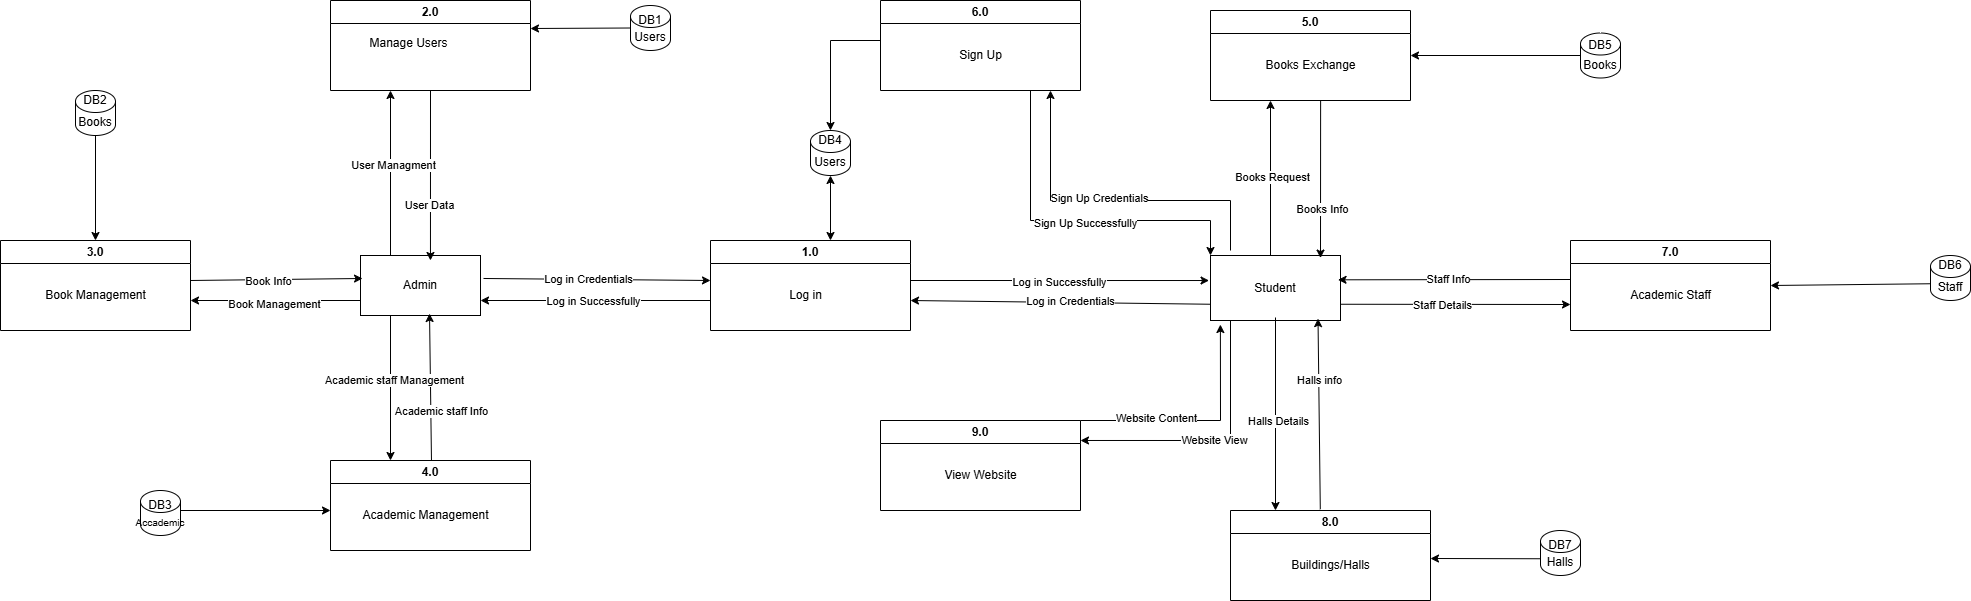 2.0
Manage Users
DB1
Users
6.0
Sign Up
5.0
Books Exchange
DB5
Books
DB2
Books
DB4
Users
User Managment
User Data
Sign Up Credentials
Sign Up Successfully
Books Request
Books Info
3.0
Book Management
Book Info
Book Management
Admin
Log in Credentials
Log in Successfully
1.0
Log in
Log in Successfully
Log in Credentials
Student
Staff Info
Staff Details
7.0
Academic Staff
DB6
Staff
Academic staff Management
Academic staff Info
Halls info
Halls Details
Website Content
Website View
9.0
View Website
4.0
Academic Management
DB3
Accademic
8.0
Buildings/Halls
DB7
Halls